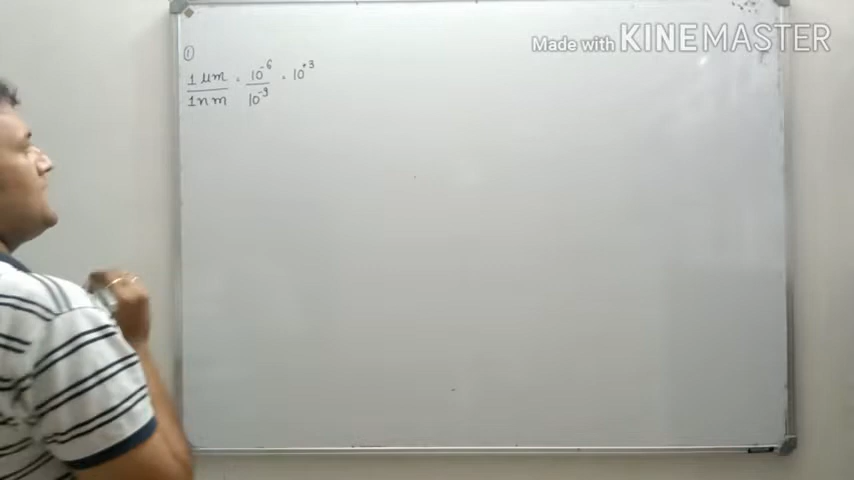 Made with KINEMASTER
①
1 μm / 1 nm = 10⁻⁶ / 10⁻⁹ = 10⁺³